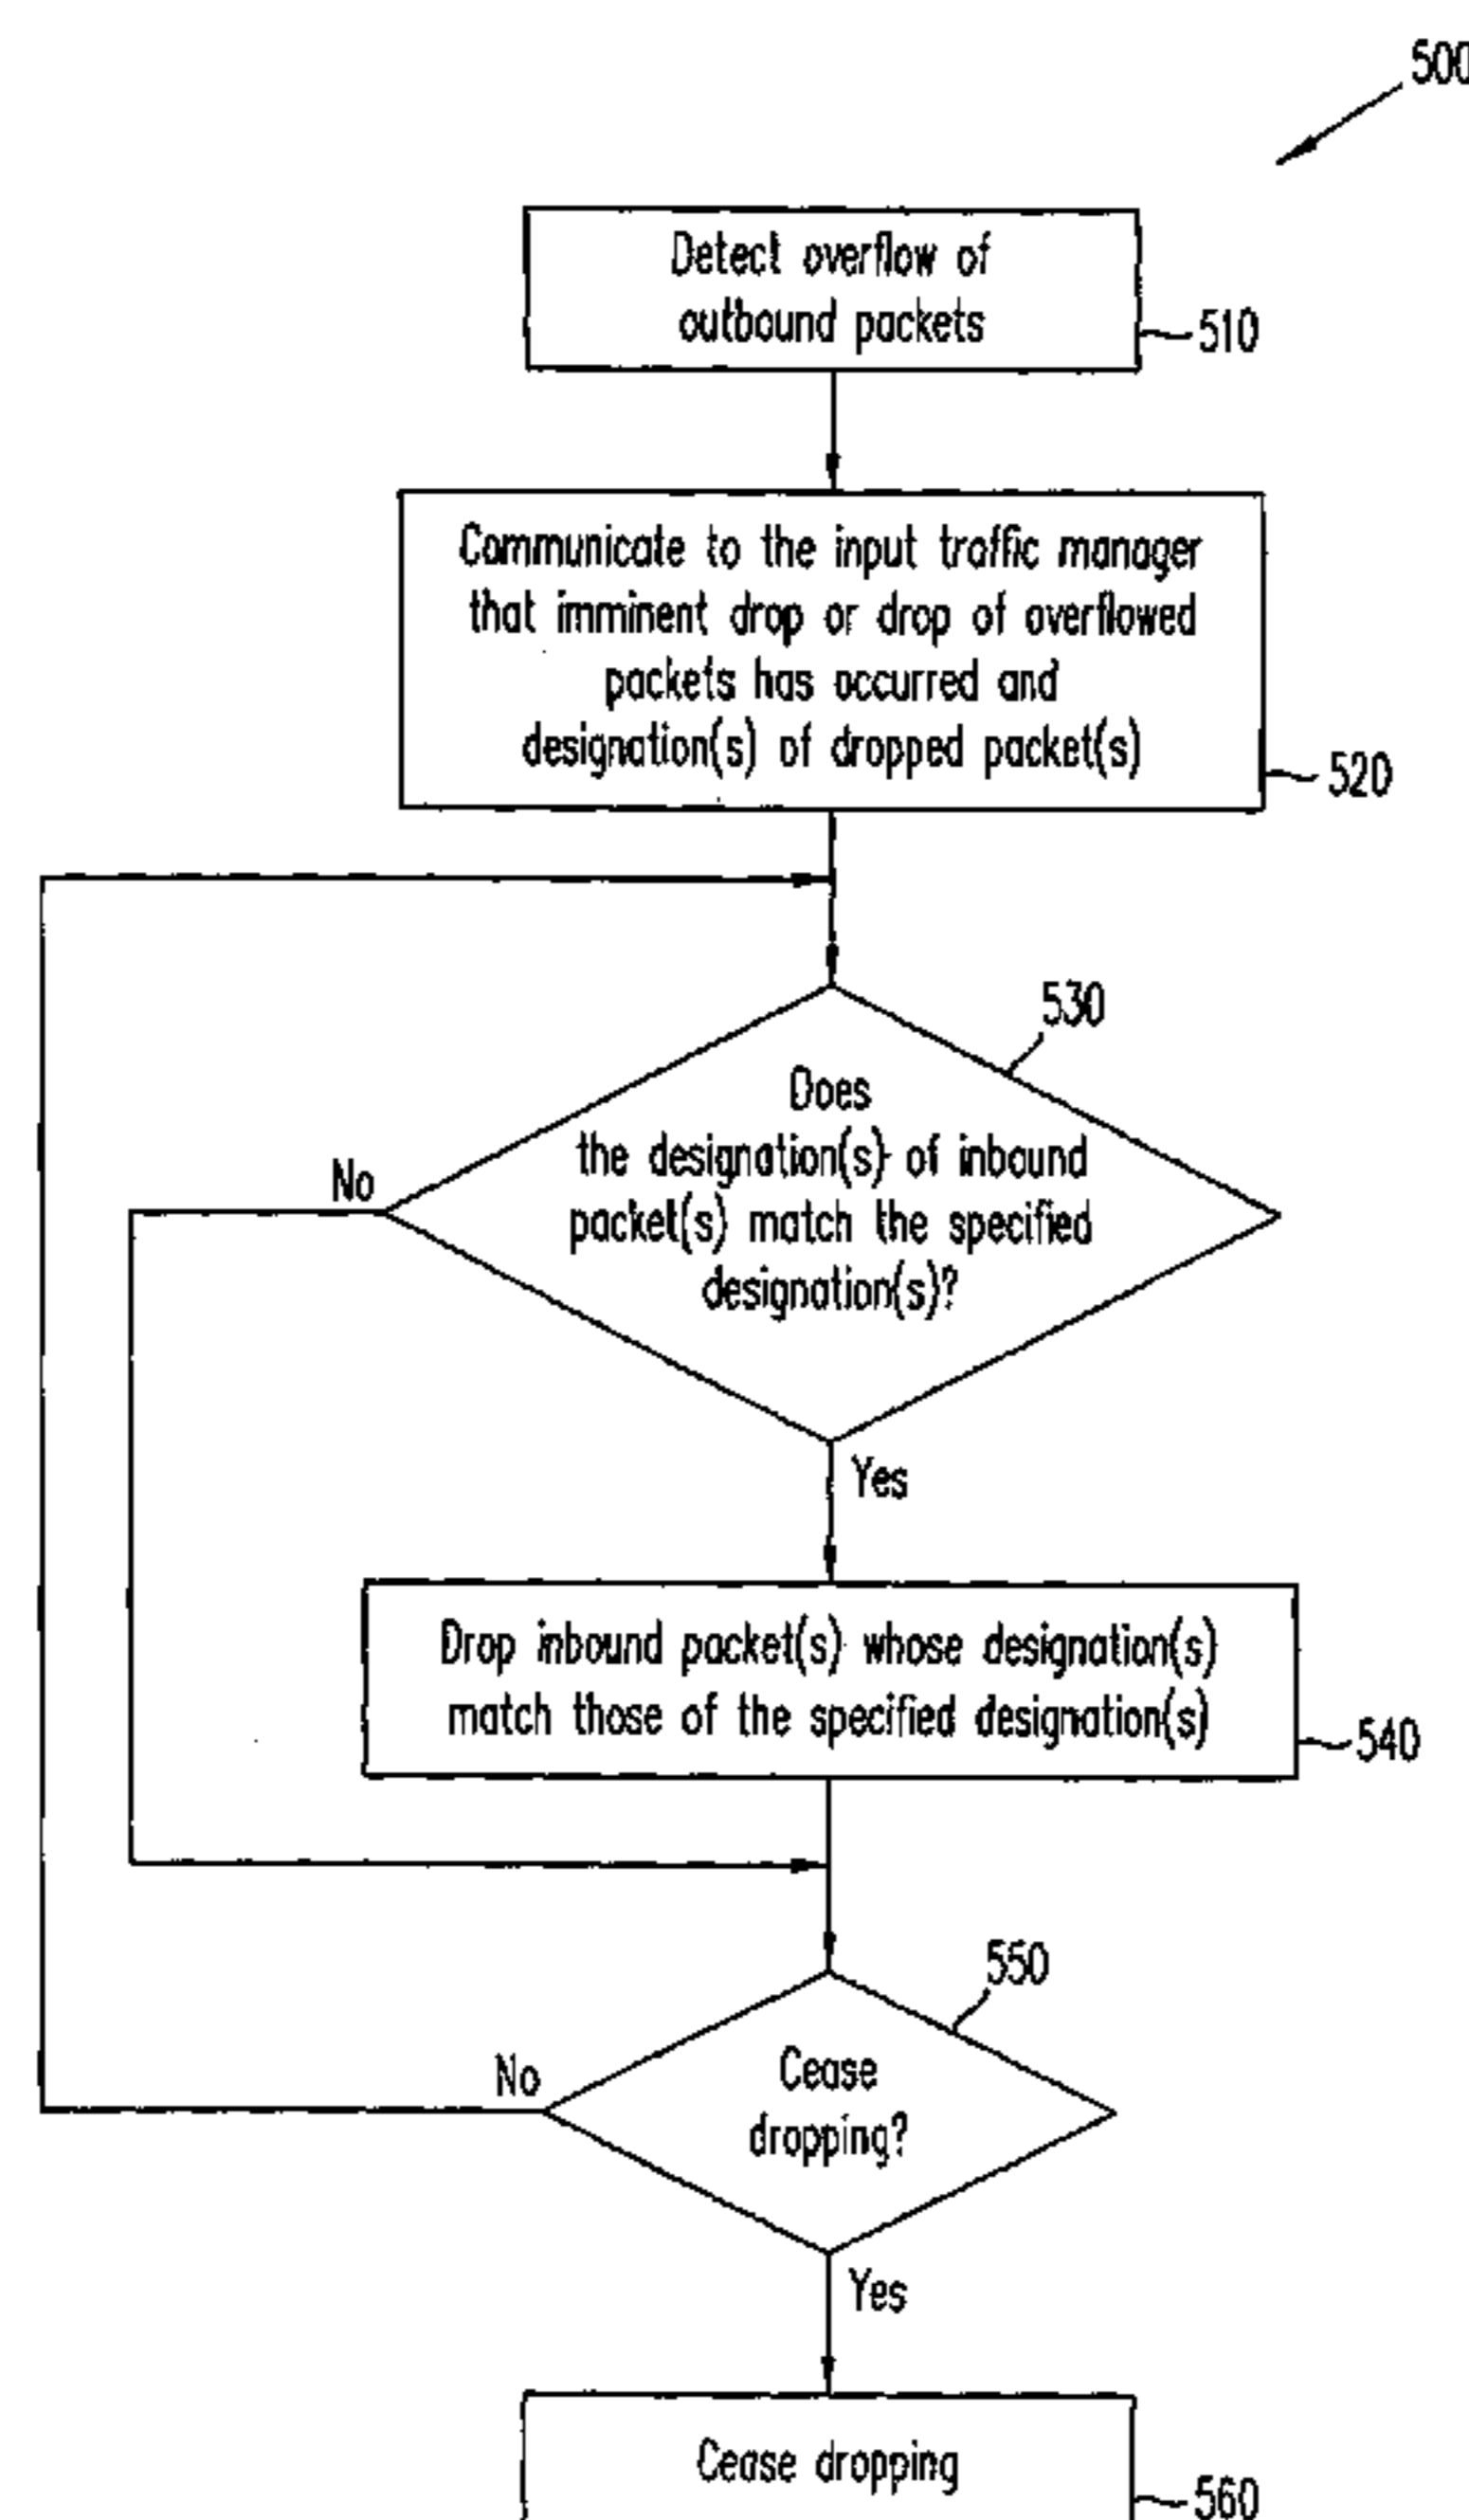 500
Detect overflow of
outbound packets
510
Communicate to the input traffic manager
that imminent drop or drop of overflowed
packets has occurred and
designation(s) of dropped packet(s)
520
530
Does
the designation(s) of inbound
packet(s) match the specified
designation(s)?
No
Yes
Drop inbound packet(s) whose designation(s)
match those of the specified designation(s)
540
550
Cease
dropping?
No
Yes
Cease dropping
560